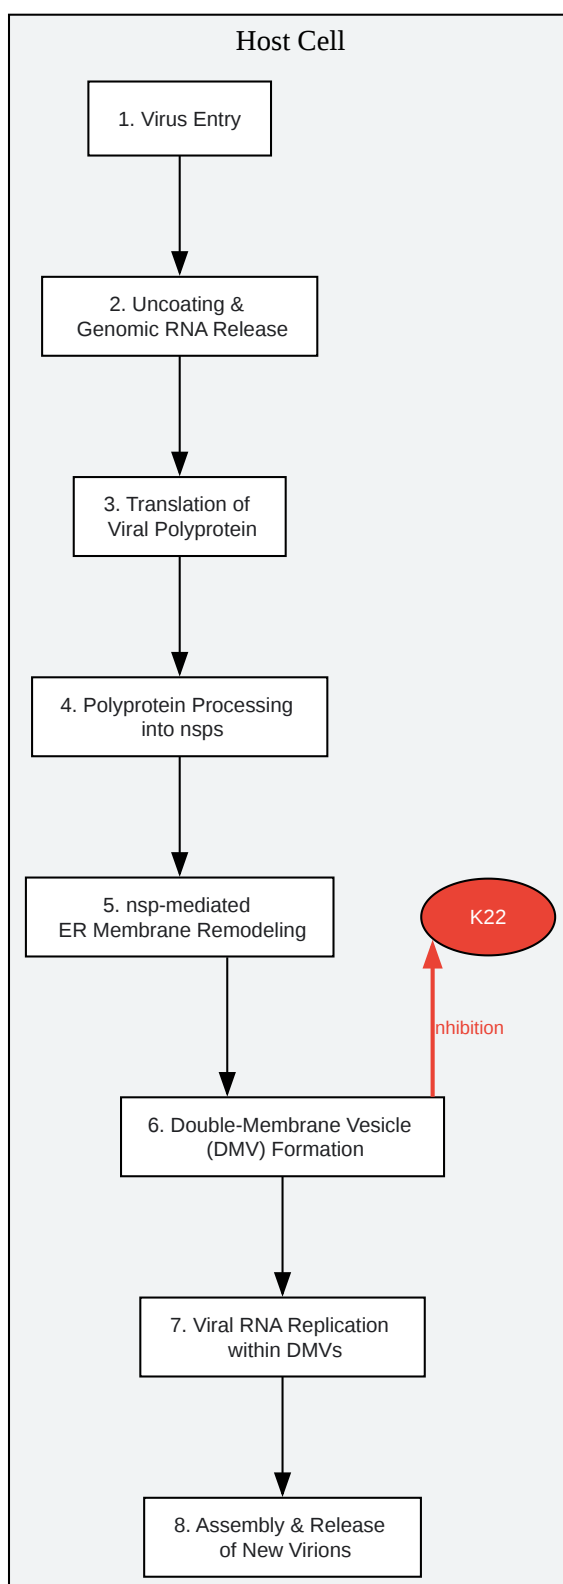 Host Cell
1. Virus Entry
2. Uncoating &
Genomic RNA Release
3. Translation of
Viral Polyprotein
4. Polyprotein Processing
into nsps
5. nsp-mediated
ER Membrane Remodeling
K22
nhibition
6. Double-Membrane Vesicle
(DMV) Formation
7. Viral RNA Replication
within DMVs
8. Assembly & Release
of New Virions